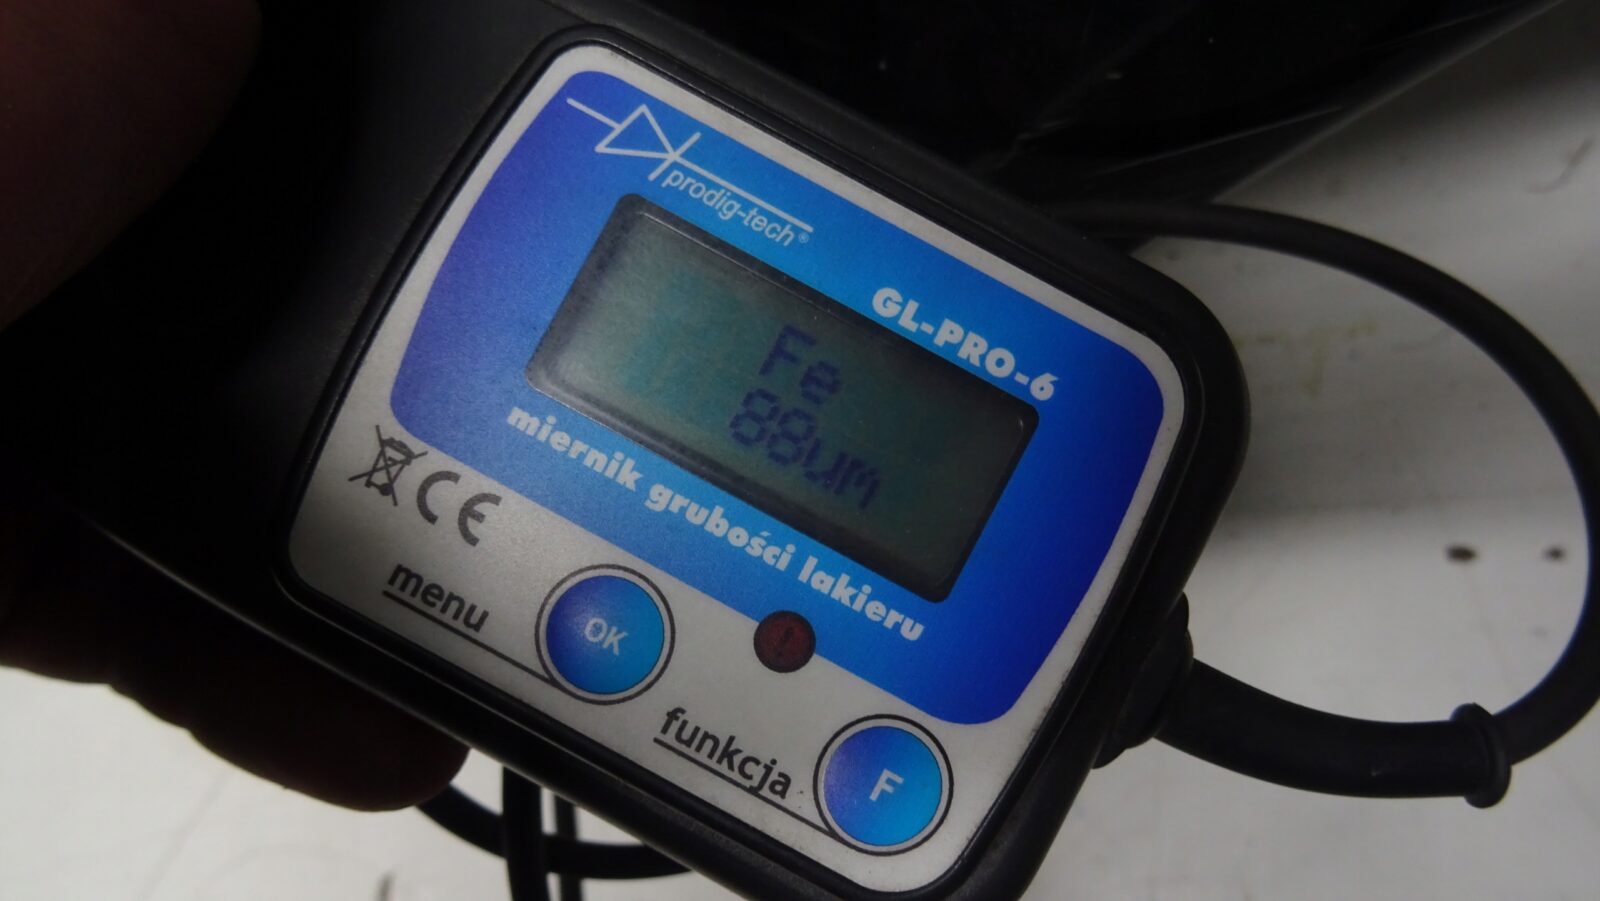 prodig-tech®
GL-PRO-6
Fe
88um
miernik grubości lakieru
CE
menu
OK
!
funkcja
F